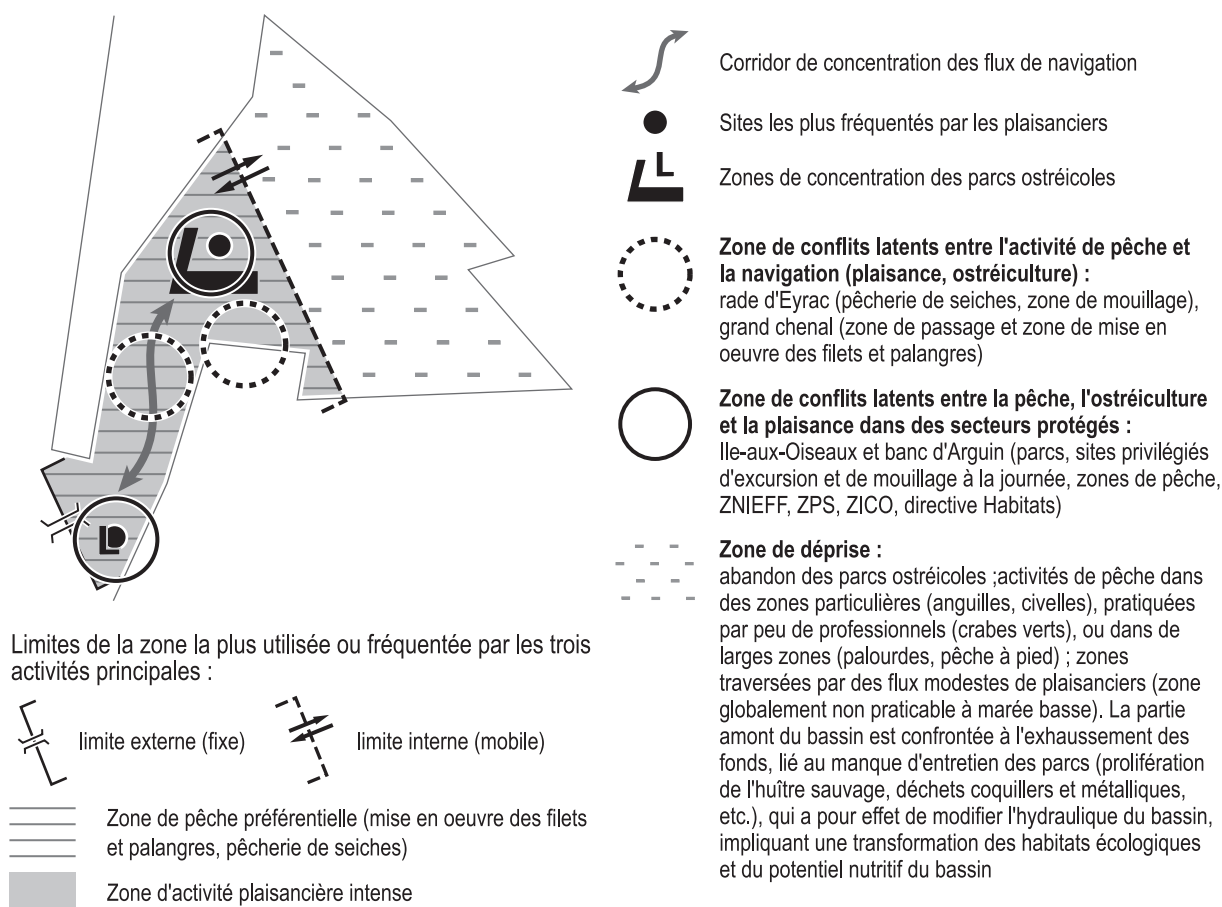 Corridor de concentration des flux de navigation
Sites les plus fréquentés par les plaisanciers
Zones de concentration des parcs ostréicoles
Zone de conflits latents entre l'activité de pêche et
la navigation (plaisance, ostréiculture) :
rade d'Eyrac (pêcherie de seiches, zone de mouillage),
grand chenal (zone de passage et zone de mise en
oeuvre des filets et palangres)
Zone de conflits latents entre la pêche, l'ostréiculture
et la plaisance dans des secteurs protégés :
Ile-aux-Oiseaux et banc d'Arguin (parcs, sites privilégiés
d'excursion et de mouillage à la journée, zones de pêche,
ZNIEFF, ZPS, ZICO, directive Habitats)
Zone de déprise :
abandon des parcs ostréicoles ;activités de pêche dans
des zones particulières (anguilles, civelles), pratiquées
par peu de professionnels (crabes verts), ou dans de
larges zones (palourdes, pêche à pied) ; zones
traversées par des flux modestes de plaisanciers (zone
globalement non praticable à marée basse). La partie
amont du bassin est confrontée à l'exhaussement des
fonds, lié au manque d'entretien des parcs (prolifération
de l'huître sauvage, déchets coquillers et métalliques,
etc.), qui a pour effet de modifier l'hydraulique du bassin,
impliquant une transformation des habitats écologiques
et du potentiel nutritif du bassin
Limites de la zone la plus utilisée ou fréquentée par les trois
activités principales :
limite externe (fixe)
limite interne (mobile)
Zone de pêche préférentielle (mise en oeuvre des filets
et palangres, pêcherie de seiches)
Zone d'activité plaisancière intense